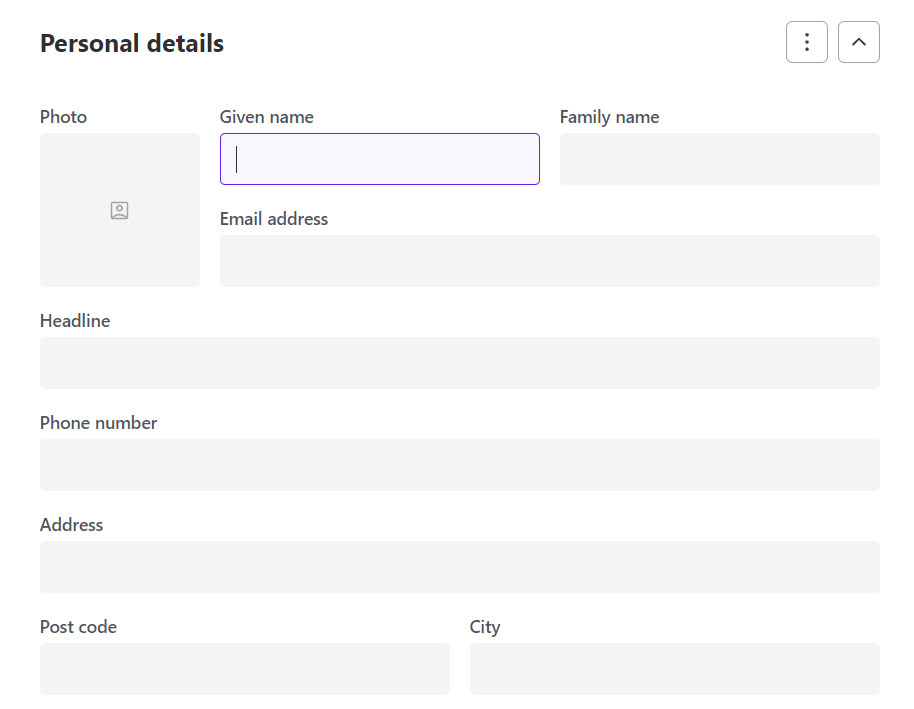 Personal details
Photo
Given name
Family name
Email address
Headline
Phone number
Address
Post code
City